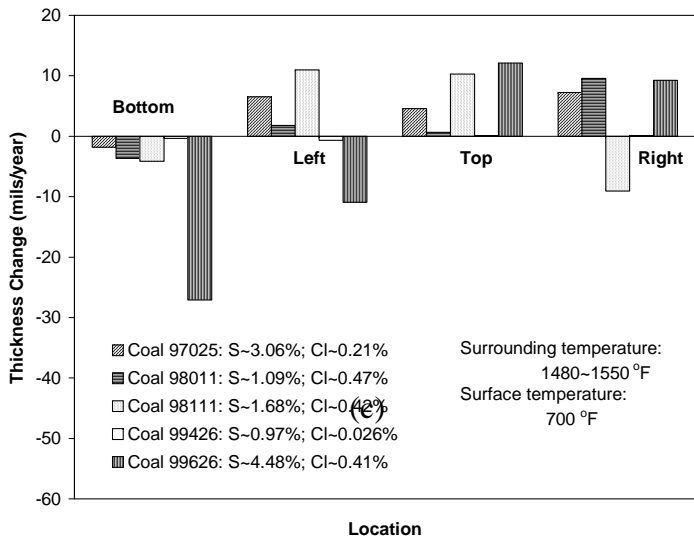 20
10
0
-10
-20
-30
-40
-50
-60
Thickness Change (mils/year)
Bottom
Left
Top
Right
Coal 97025: S~3.06%; Cl~0.21%
Coal 98011: S~1.09%; Cl~0.47%
Coal 98111: S~1.68%; Cl~0.42%
Coal 99426: S~0.97%; Cl~0.026%
Coal 99626: S~4.48%; Cl~0.41%
(c)
Surrounding temperature:
1480~1550 °F
Surface temperature:
700 °F
Location